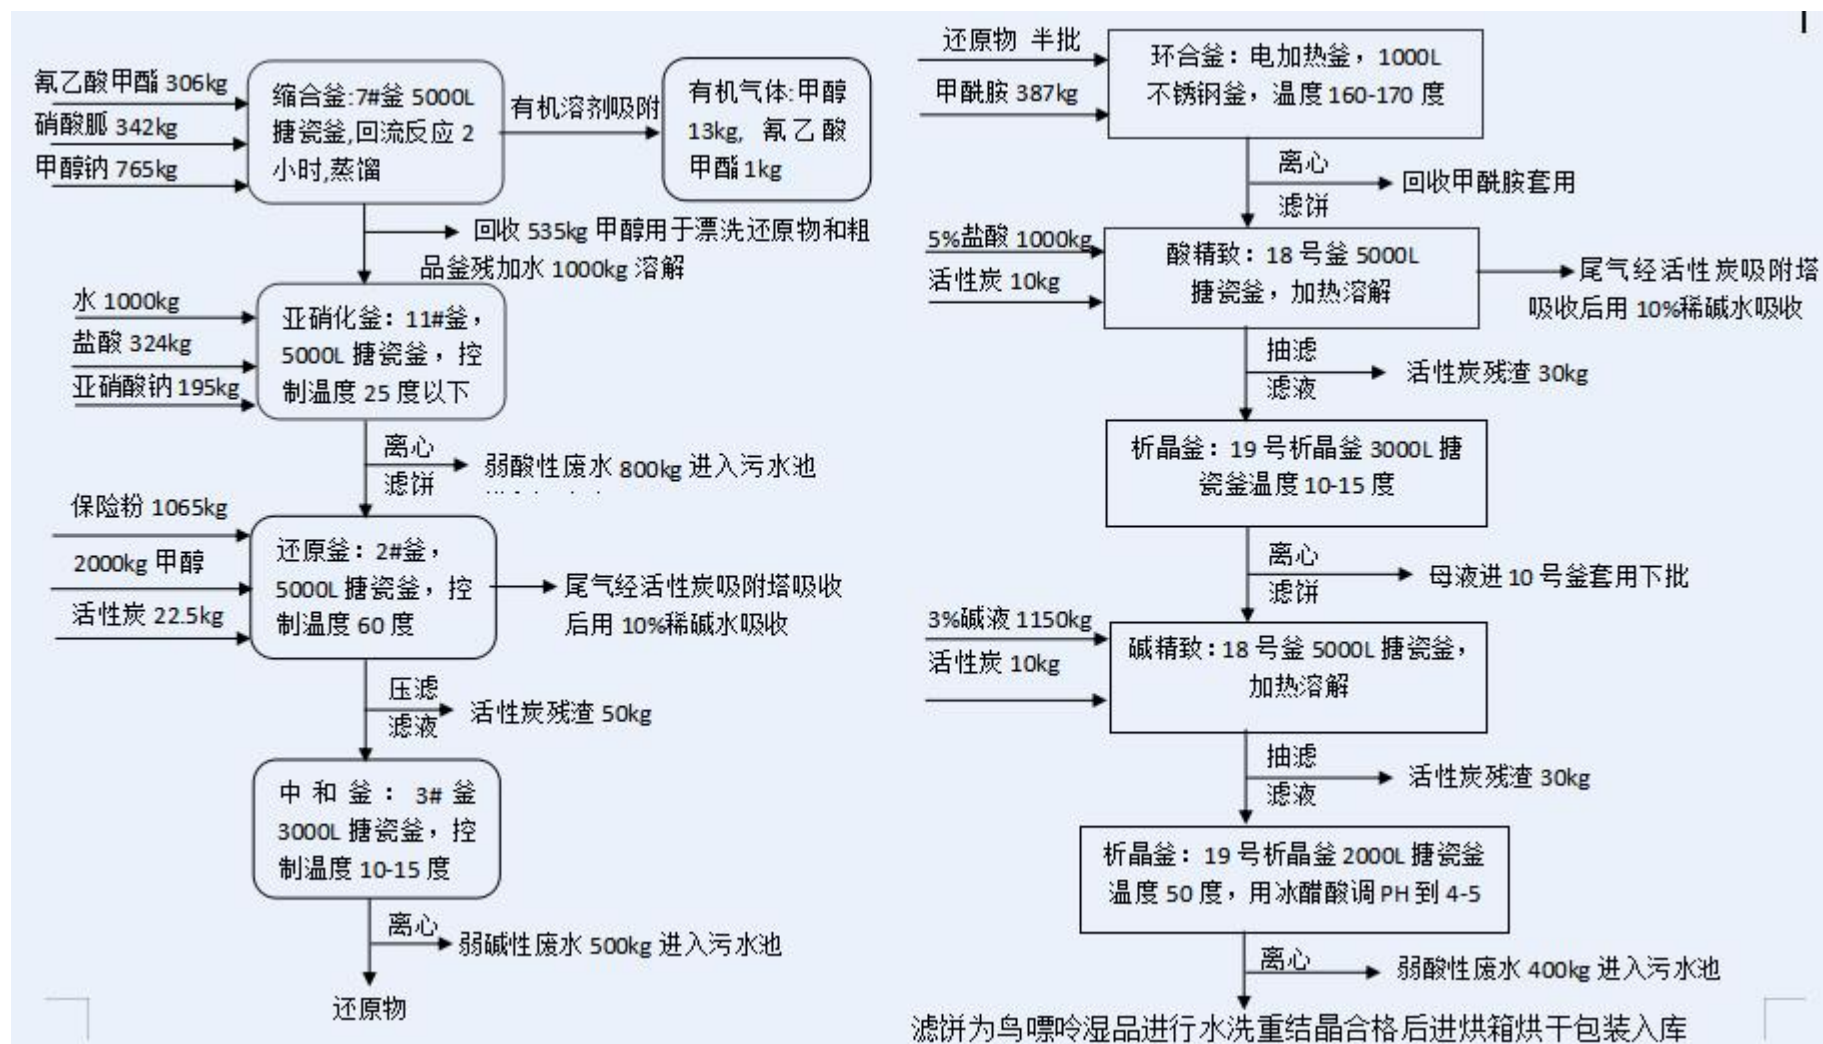 氰乙酸甲酯 306kg
硝酸胍 342kg
甲醇钠 765kg
缩合釜:7#釜 5000L
搪瓷釜,回流反应 2
小时,蒸馏
有机溶剂吸附
有机气体:甲醇
13kg, 氰乙酸
甲酯 1kg
回收 535kg 甲醇用于漂洗还原物和粗
品釜残加水 1000kg 溶解
水 1000kg
盐酸 324kg
亚硝酸钠 195kg
亚硝化釜：11#釜，
5000L 搪瓷釜，控
制温度 25 度以下
离心
滤饼
弱酸性废水 800kg 进入污水池
保险粉 1065kg
2000kg 甲醇
活性炭 22.5kg
还原釜：2#釜，
5000L 搪瓷釜，控
制温度 60 度
尾气经活性炭吸附塔吸收
后用 10%稀碱水吸收
压滤
滤液
活性炭残渣 50kg
中和釜：3#釜
3000L 搪瓷釜，控
制温度 10-15 度
离心
弱碱性废水 500kg 进入污水池
还原物
还原物 半批
甲酰胺 387kg
环合釜：电加热釜，1000L
不锈钢釜，温度 160-170 度
离心
滤饼
回收甲酰胺套用
5%盐酸 1000kg
活性炭 10kg
酸精致：18 号釜 5000L
搪瓷釜，加热溶解
尾气经活性炭吸附塔
吸收后用 10%稀碱水吸收
抽滤
滤液
活性炭残渣 30kg
析晶釜：19 号析晶釜 3000L 搪
瓷釜温度 10-15 度
离心
滤饼
母液进 10 号釜套用下批
3%碱液 1150kg
活性炭 10kg
碱精致：18 号釜 5000L 搪瓷釜，
加热溶解
抽滤
滤液
活性炭残渣 30kg
析晶釜：19 号析晶釜 2000L 搪瓷釜
温度 50 度，用冰醋酸调 PH 到 4-5
离心
弱酸性废水 400kg 进入污水池
滤饼为鸟嘌呤湿品进行水洗重结晶合格后进烘箱烘干包装入库